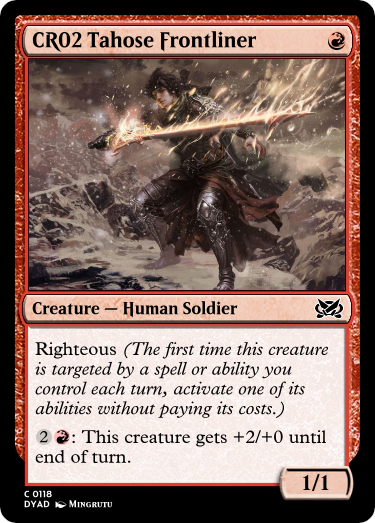 CR02 Tahose Frontliner
Creature — Human Soldier
Righteous (The first time this creature
is targeted by a spell or ability you
control each turn, activate one of its
abilities without paying its costs.)
2 : This creature gets +2/+0 until
end of turn.
1/1
C 0118
DYAD Mingrutu